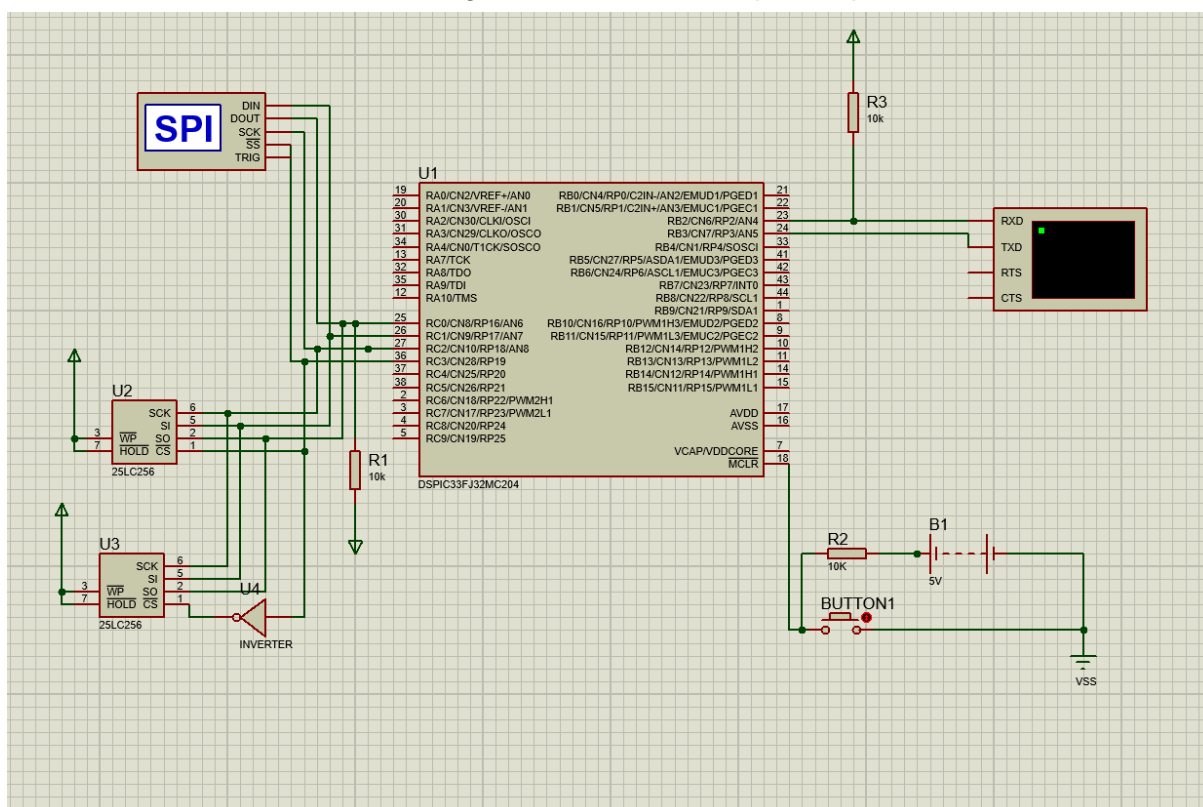 DIN
DOUT
SCK
SS
TRIG
SPI
R3
10k
U1
19 RA0/CN2/VREF+/AN0 RB0/CN4/RP0/C2IN-/AN2/EMUD1/PGED1 21
20 RA1/CN3/VREF-/AN1 RB1/CN5/RP1/C2IN+/AN3/EMUC1/PGEC1 22
30 RA2/CN30/CLKI/OSCI RB2/CN6/RP2/AN4 23
31 RA3/CN29/CLKO/OSCO RB3/CN7/RP3/AN5 24
34 RA4/CN0/T1CK/SOSCO RB4/CN1/RP4/SOSCI 33
13 RA7/TCK RB5/CN27/RP5/ASDA1/EMUD3/PGED3 41
32 RA8/TDO RB6/CN24/RP6/ASCL1/EMUC3/PGEC3 42
35 RA9/TDI RB7/CN23/RP7/INT0 43
12 RA10/TMS RB8/CN22/RP8/SCL1 44
RB9/CN21/RP9/SDA1 1
25 RC0/CN8/RP16/AN6 RB10/CN16/RP10/PWM1H3/EMUD2/PGED2 8
26 RC1/CN9/RP17/AN7 RB11/CN15/RP11/PWM1L3/EMUC2/PGEC2 9
27 RC2/CN10/RP18/AN8 RB12/CN14/RP12/PWM1H2 10
36 RC3/CN28/RP19 RB13/CN13/RP13/PWM1L2 11
37 RC4/CN25/RP20 RB14/CN12/RP14/PWM1H1 14
38 RC5/CN26/RP21 RB15/CN11/RP15/PWM1L1 15
2 RC6/CN18/RP22/PWM2H1
3 RC7/CN17/RP23/PWM2L1 AVDD 17
4 RC8/CN20/RP24 AVSS 16
5 RC9/CN19/RP25
VCAP/VDDCORE 7
MCLR 18
DSPIC33FJ32MC204
RXD
TXD
RTS
CTS
U2
SCK 6
SI 5
3 WP SO 2
7 HOLD CS 1
25LC256
R1
10k
U3
SCK 6
SI 5
3 WP SO 2
7 HOLD CS 1
25LC256
U4
INVERTER
R2
10K
B1
5V
BUTTON1
VSS